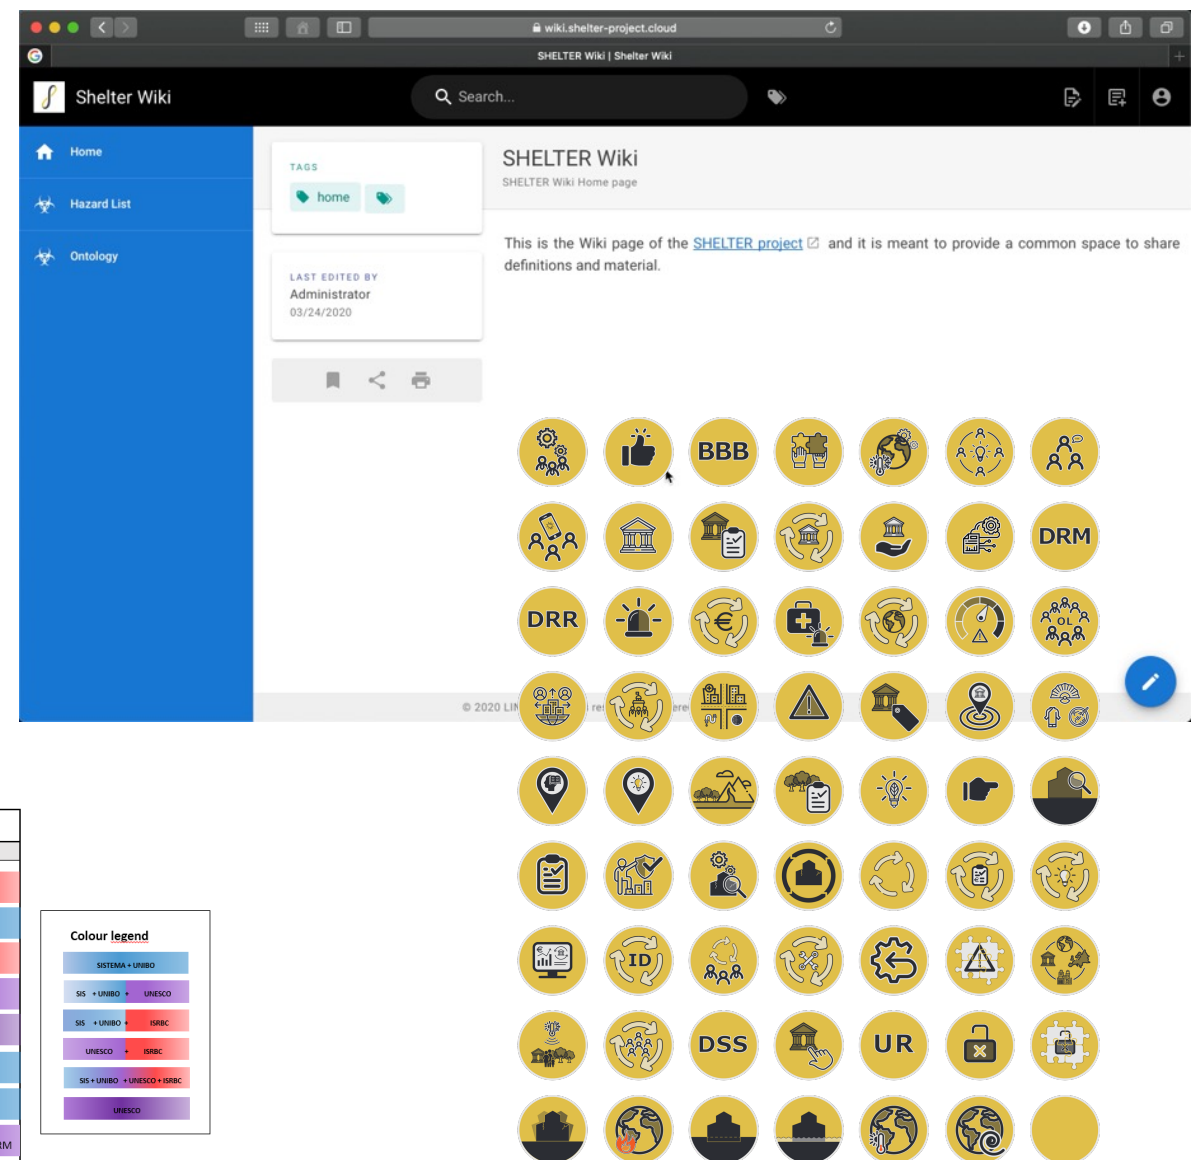 wiki.shelter-project.cloud
SHELTER Wiki | Shelter Wiki
Shelter Wiki
Search...
Home
Hazard List
Ontology
TAGS
home
LAST EDITED BY
Administrator
03/24/2020
SHELTER Wiki
SHELTER Wiki Home page
This is the Wiki page of the SHELTER project and it is meant to provide a common space to share
definitions and material.
BBB
DRM
DRR
€
OL
© 2020 LIN
ID
DSS
UR
Colour legend
SISTEMA + UNIBO
SIS + UNIBO + UNESCO
SIS + UNIBO + ISRBC
UNESCO + ISRBC
SIS + UNIBO + UNESCO + ISRBC
UNESCO